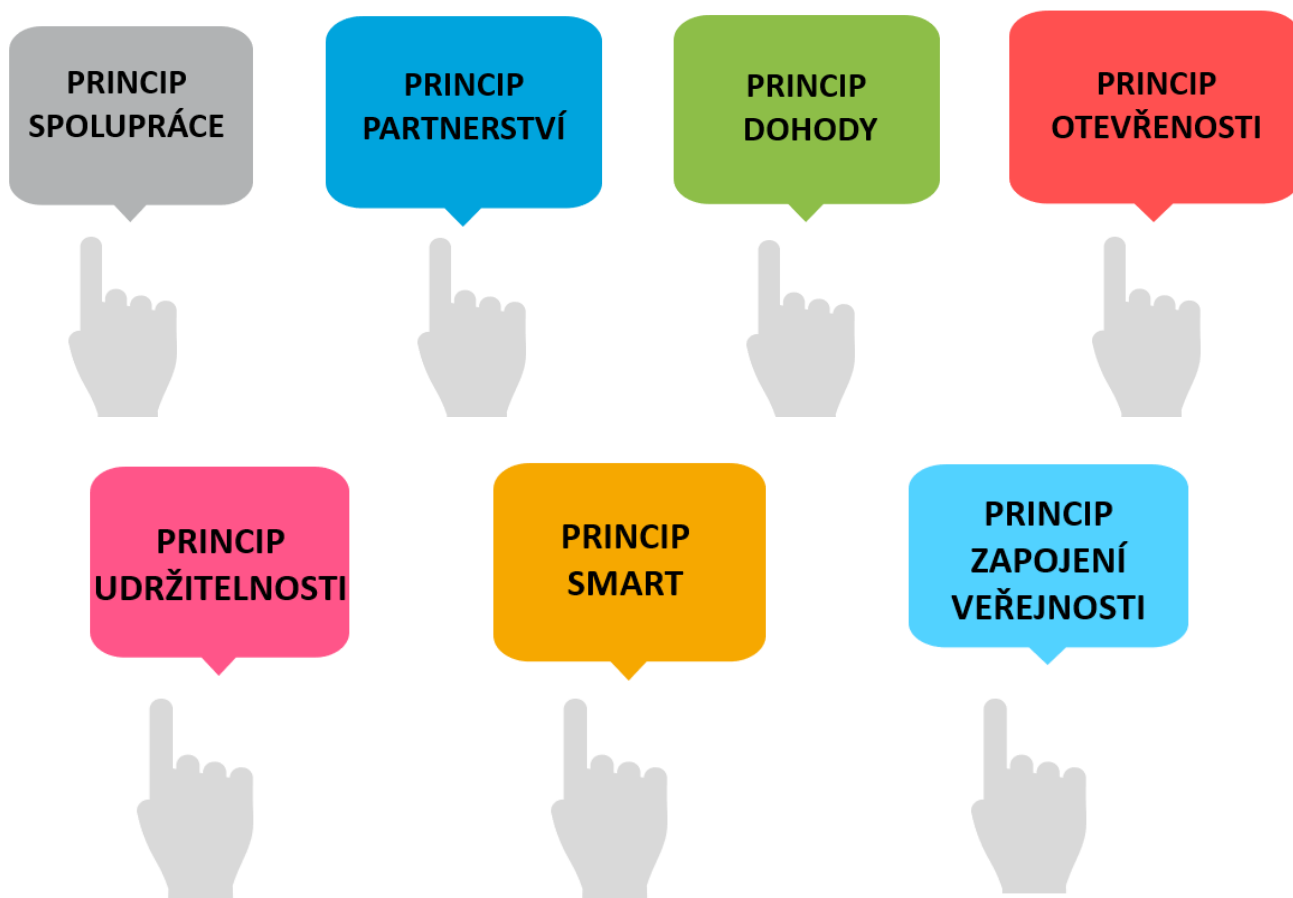 PRINCIP
SPOLUPRÁCE
PRINCIP
PARTNERSTVÍ
PRINCIP
DOHODY
PRINCIP
OTEVŘENOSTI
PRINCIP
UDRŽITELNOSTI
PRINCIP
SMART
PRINCIP
ZAPOJENÍ
VEŘEJNOSTI